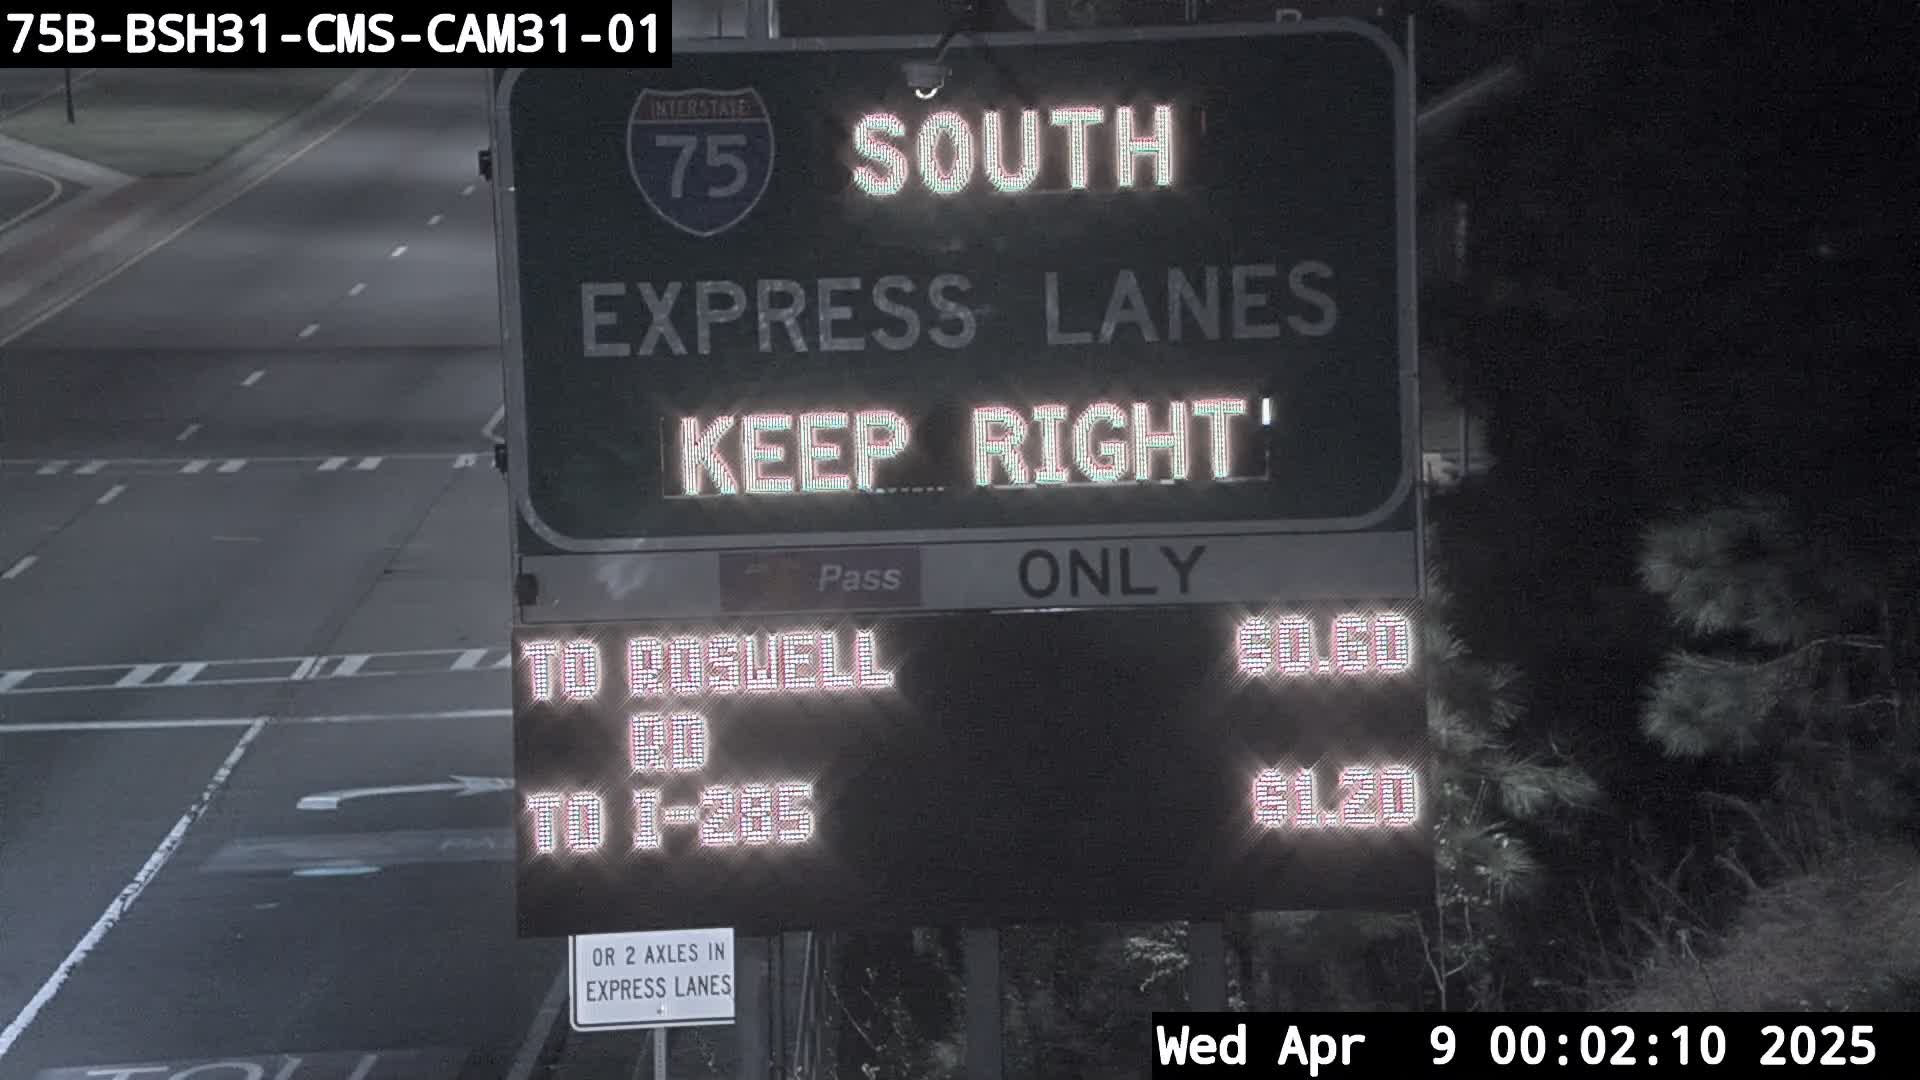 75B-BSH31-CMS-CAM31-01
INTERSTATE
75
SOUTH
EXPRESS LANES
KEEP RIGHT
Pass ONLY
TO ROSWELL $0.60
RD
TO I-285 $1.20
OR 2 AXLES IN
EXPRESS LANES
TOLL
Wed Apr 9 00:02:10 2025